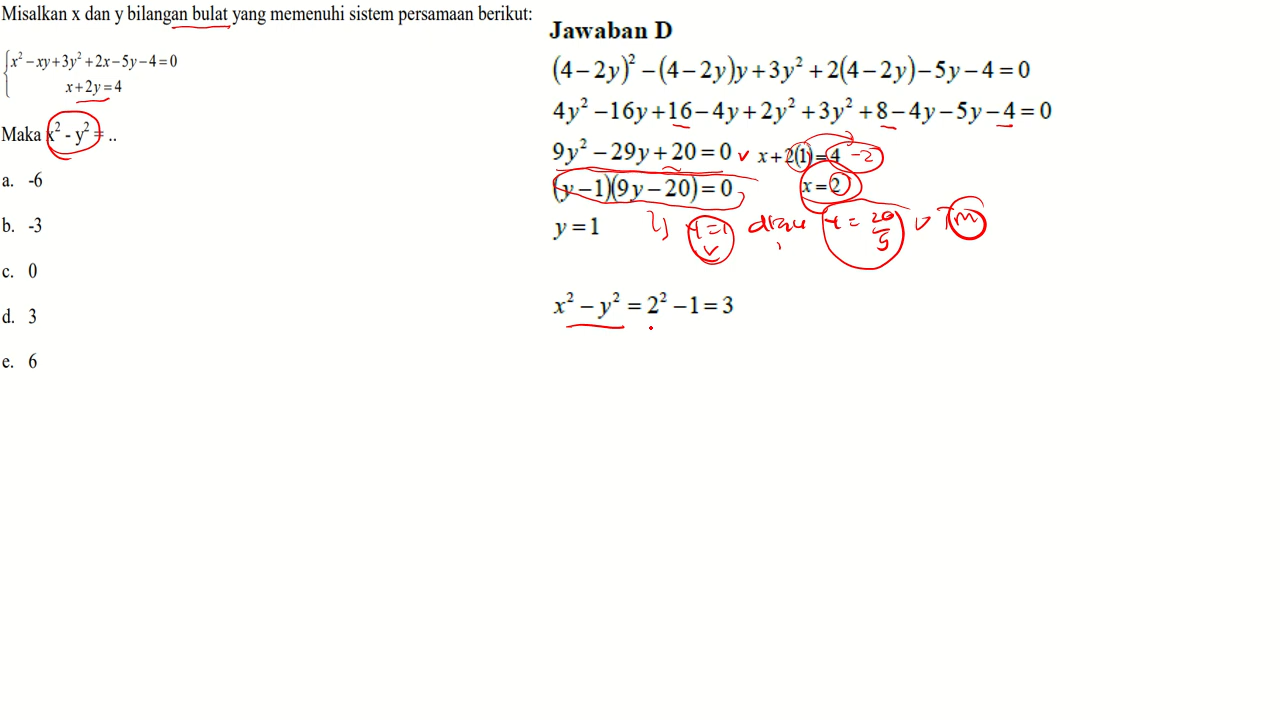 Misalkan x dan y bilangan bulat yang memenuhi sistem persamaan berikut:
x² − xy + 3y² + 2x − 5y − 4 = 0
x + 2y = 4
Maka x² - y² = ..
a. -6
b. -3
c. 0
d. 3
e. 6
Jawaban D
(4 − 2y)² − (4 − 2y)y + 3y² + 2(4 − 2y) − 5y − 4 = 0
4y² − 16y + 16 − 4y + 2y² + 3y² + 8 − 4y − 5y − 4 = 0
9y² − 29y + 20 = 0
x + 2(1) = 4 −2
(y − 1)(9y − 20) = 0
x = 2
y = 1
y = 1
x² − y² = 2² − 1 = 3